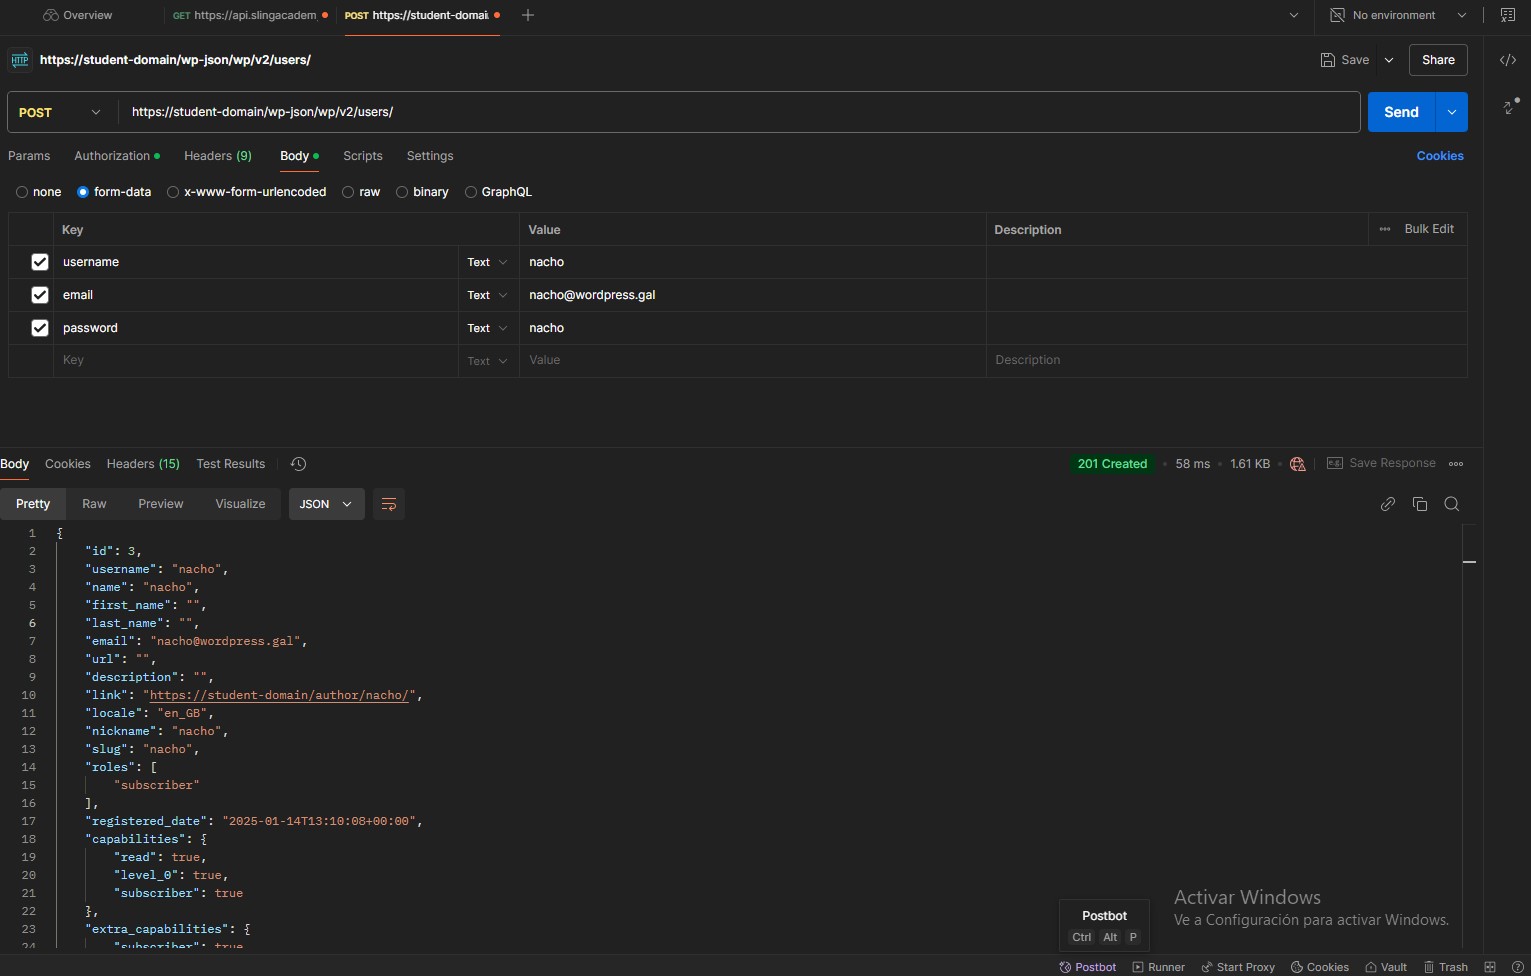 Overview GET https://api.slingacadem POST https://student-domai No environment
HTTP https://student-domain/wp-json/wp/v2/users/ Save Share
POST https://student-domain/wp-json/wp/v2/users/ Send
Params Authorization Headers (9) Body Scripts Settings Cookies
none form-data x-www-form-urlencoded raw binary GraphQL
Key Value Description ••• Bulk Edit
username Text nacho
email Text nacho@wordpress.gal
password Text nacho
Key Text Value Description
Body Cookies Headers (15) Test Results 201 Created • 58 ms • 1.61 KB • e.g. Save Response
Pretty Raw Preview Visualize JSON
1 {
2 "id": 3,
3 "username": "nacho",
4 "name": "nacho",
5 "first_name": "",
6 "last_name": "",
7 "email": "nacho@wordpress.gal",
8 "url": "",
9 "description": "",
10 "link": "https://student-domain/author/nacho/",
11 "locale": "en_GB",
12 "nickname": "nacho",
13 "slug": "nacho",
14 "roles": [
15 "subscriber"
16 ],
17 "registered_date": "2025-01-14T13:10:08+00:00",
18 "capabilities": {
19 "read": true,
20 "level_0": true,
21 "subscriber": true
22 },
23 "extra_capabilities": {
24 "subscriber": true
Activar Windows
Ve a Configuración para activar Windows.
Postbot
Ctrl Alt P
Postbot Runner Start Proxy Cookies Vault Trash